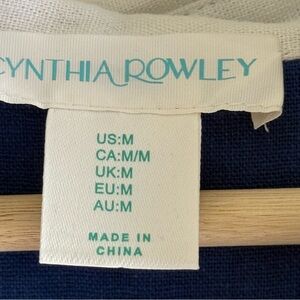 CYNTHIA ROWLEY
US:M
CA:M/M
UK:M
EU:M
AU:M
MADE IN
CHINA